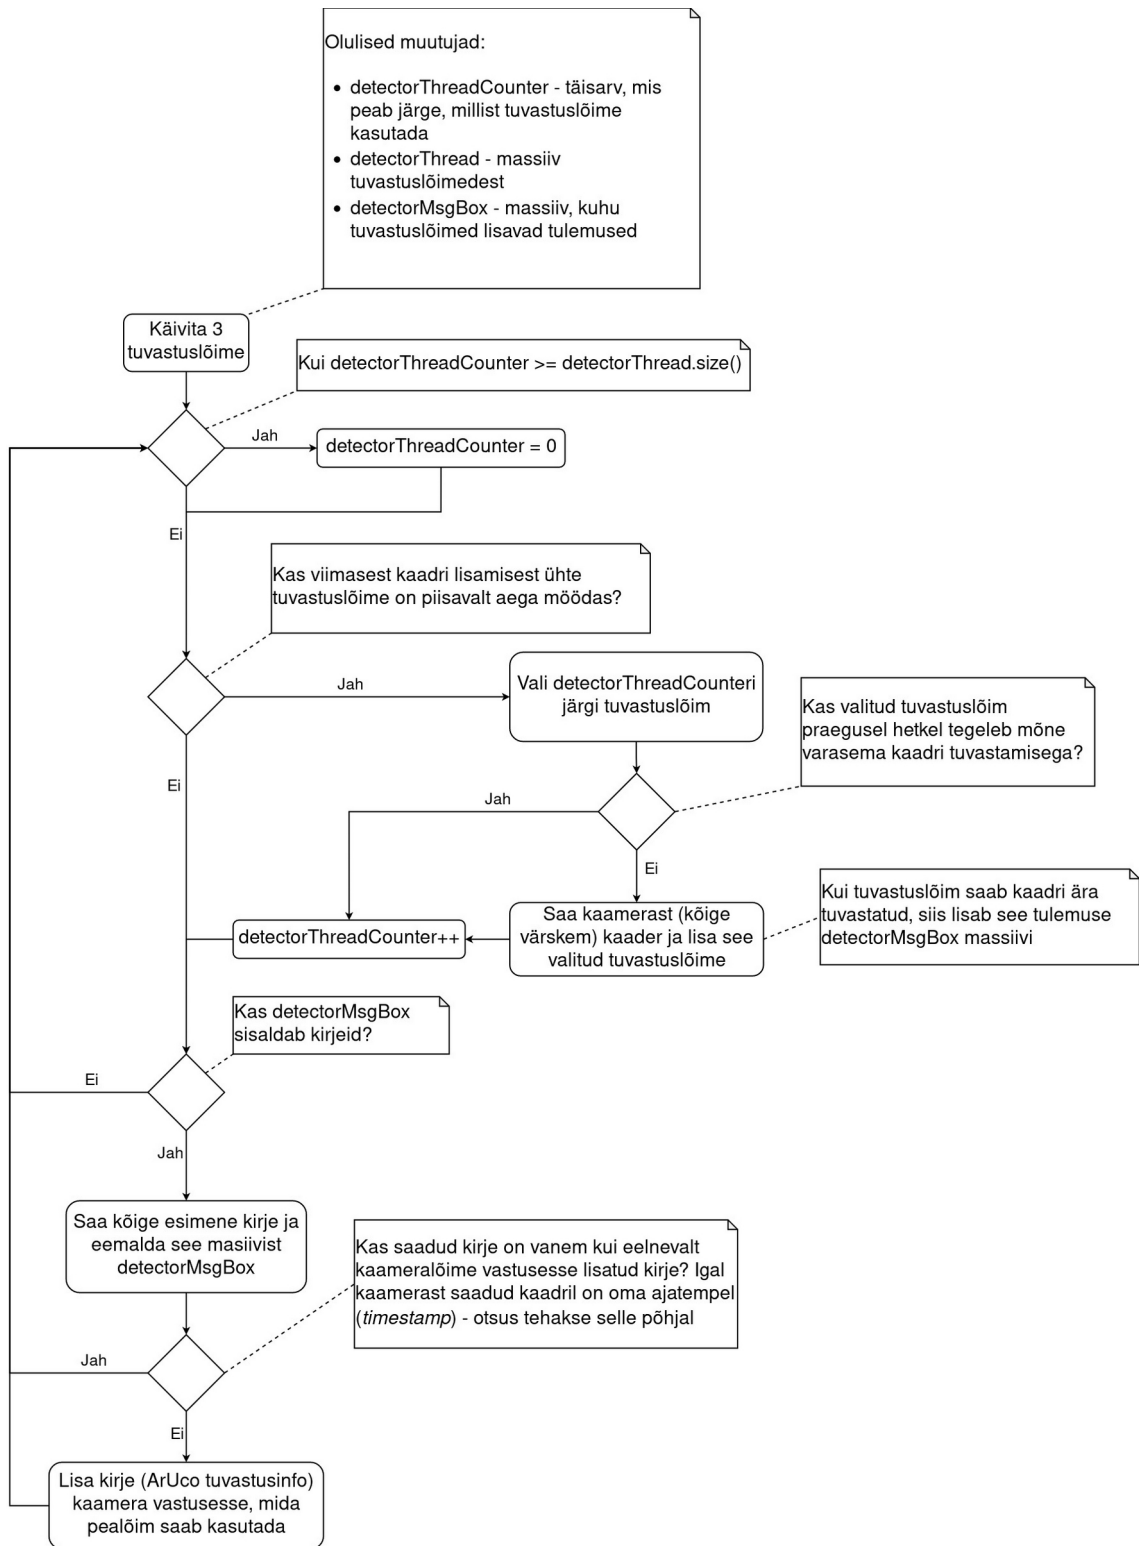 Olulised muutujad:
• detectorThreadCounter - täisarv, mis
peab järge, millist tuvastuslõime
kasutada
• detectorThread - massiiv
tuvastuslõimedest
• detectorMsgBox - massiiv, kuhu
tuvastuslõimed lisavad tulemused
Käivita 3
tuvastuslõime
Kui detectorThreadCounter >= detectorThread.size()
Jah
detectorThreadCounter = 0
Ei
Kas viimasest kaadri lisamisest ühte
tuvastuslõime on piisavalt aega möödas?
Jah
Vali detectorThreadCounteri
järgi tuvastuslõim
Kas valitud tuvastuslõim
praegusel hetkel tegeleb mõne
varasema kaadri tuvastamisega?
Ei
Jah
Ei
Kui tuvastuslõim saab kaadri ära
tuvastatud, siis lisab see tulemuse
detectorMsgBox massiivi
Saa kaamerast (kõige
värskem) kaader ja lisa see
valitud tuvastuslõime
detectorThreadCounter++
Kas detectorMsgBox
sisaldab kirjeid?
Ei
Jah
Saa kõige esimene kirje ja
eemalda see masiivist
detectorMsgBox
Kas saadud kirje on vanem kui eelnevalt
kaameralõime vastusesse lisatud kirje? Igal
kaamerast saadud kaadril on oma ajatempel
(timestamp) - otsus tehakse selle põhjal
Jah
Ei
Lisa kirje (ArUco tuvastusinfo)
kaamera vastusesse, mida
pealõim saab kasutada